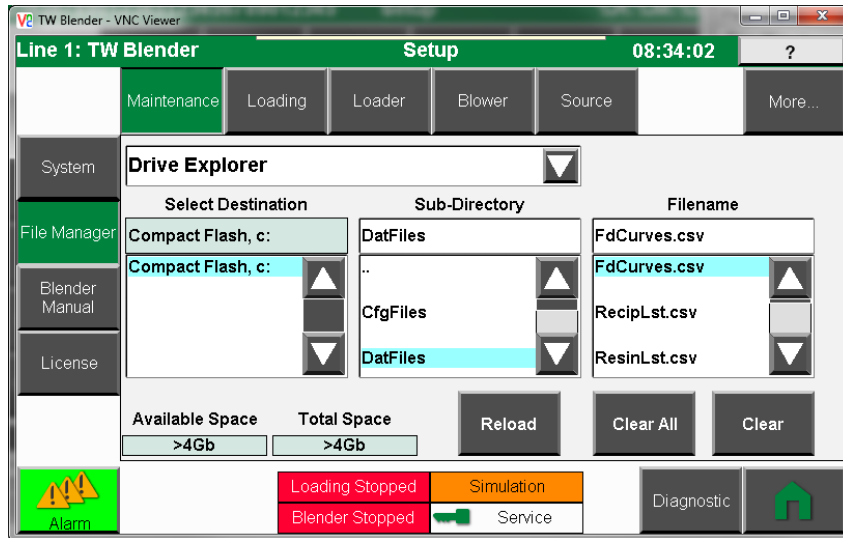 TW Blender - VNC Viewer
Line 1: TW Blender Setup 08:34:02 ?
Maintenance Loading Loader Blower Source More...
System
Drive Explorer
Select Destination Sub-Directory Filename
File Manager
Compact Flash, c: DatFiles FdCurves.csv
Compact Flash, c: .. FdCurves.csv
Blender
Manual
CfgFiles RecipLst.csv
License
DatFiles ResinLst.csv
Available Space Total Space
>4Gb >4Gb
Reload Clear All Clear
Alarm
Loading Stopped Simulatio
Blender Stopped Servi ce
Diagnostic